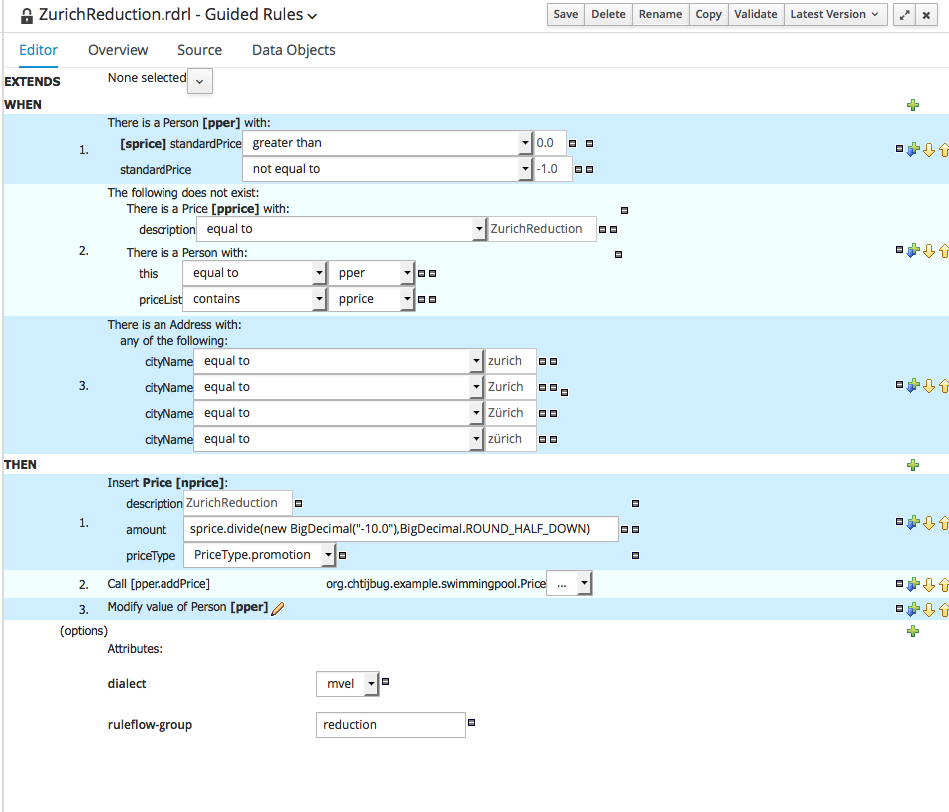 ZurichReduction.rdrl - Guided Rules
Save Delete Rename Copy Validate Latest Version
Editor Overview Source Data Objects
EXTENDS None selected
WHEN
There is a Person [pper] with:
1. [sprice] standardPrice greater than 0.0
standardPrice not equal to -1.0
The following does not exist:
There is a Price [pprice] with:
description equal to ZurichReduction
2. There is a Person with:
this equal to pper
priceList contains pprice
There is an Address with:
any of the following:
cityName equal to zurich
3. cityName equal to Zurich
cityName equal to Zürich
cityName equal to zürich
THEN
Insert Price [nprice]:
description ZurichReduction
1. amount sprice.divide(new BigDecimal("-10.0"),BigDecimal.ROUND_HALF_DOWN)
priceType PriceType.promotion
2. Call [pper.addPrice] org.chtijbug.example.swimmingpool.Price ...
3. Modify value of Person [pper]
(options)
Attributes:
dialect mvel
ruleflow-group reduction